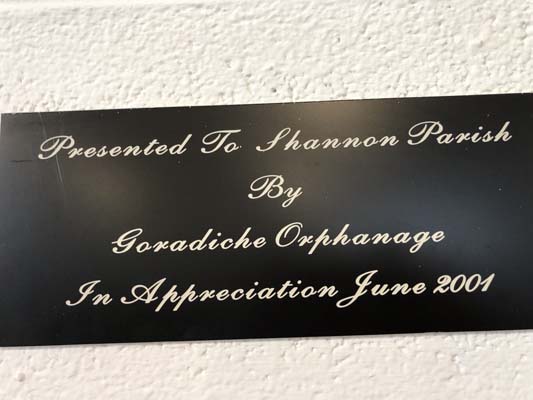 Presented To Shannon Parish
By
Goradiche Orphanage
In Appreciation June 2001